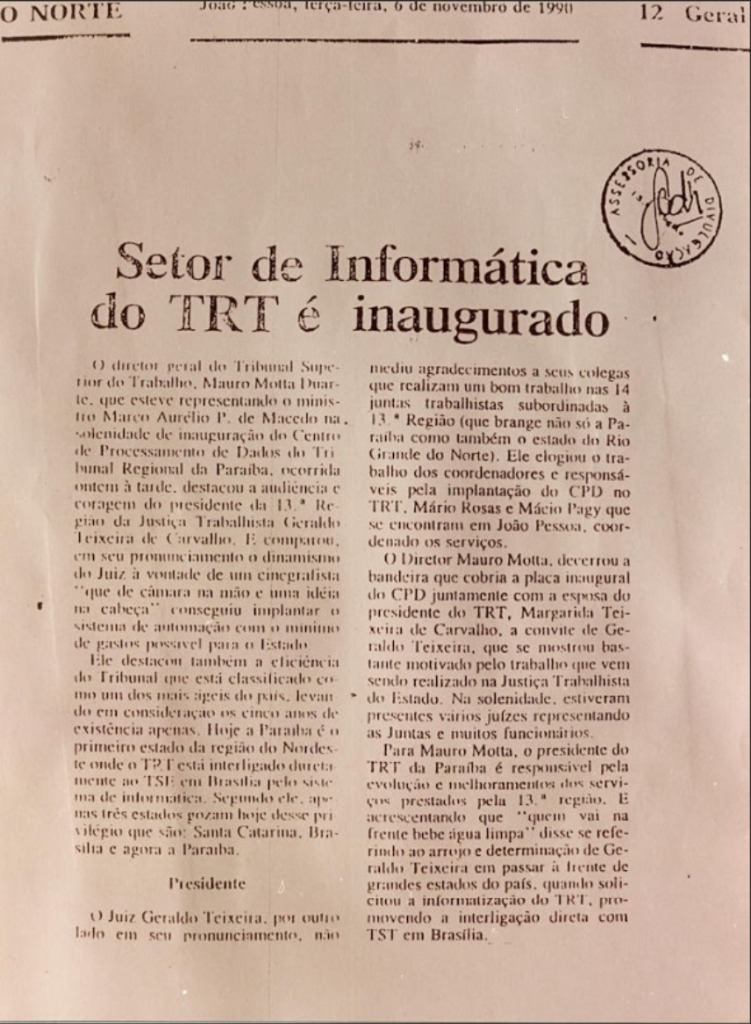 O NORTE
João Pessoa, terça-feira, 6 de novembro de 1990
12 Geral
ASSESSORIA DE DIVULGAÇÃO
Setor de Informática
do TRT é inaugurado
O diretor geral do Tribunal Supe-
rior do Trabalho, Mauro Motta Duar-
te, que esteve representando o minis-
tro Marco Aurélio P. de Macedo na
solenidade de inauguração do Centro
de Processamento de Dados do Tri
bunal Regional da Paraíba, ocorrida
ontem à tarde, destacou a audiência e
coragem do presidente da 13.ª Re-
gião da Justiça Trabalhista Geraldo
Teixeira de Carvalho. E comparou,
em seu pronunciamento o dinamismo
do Juiz à vontade de um cinegrafista
"que de câmara na mão e uma idéia
na cabeça" conseguiu implantar o
sistema de automação com o mínimo
de gastos possível para o Estado.
Ele destacou também a eficiência
do Tribunal que está classificado co-
mo um dos mais ágeis do país, levan-
do em consideração os cinco anos de
existência apenas. Hoje a Paraíba é o
primeiro estado da região do Nordes-
te onde o TRT está interligado direta-
mente ao TSE em Brasília pelo siste
ma de informática. Segundo ele, ape-
nas três estados gozam hoje desse pri
vilégio que são: Santa Catarina, Bra-
sília e agora a Paraíba.
Presidente
O Juiz Geraldo Teixeira, por outro
lado em seu pronunciamento, não
mediu agradecimentos a seus colegas
que realizam um bom trabalho nas 14
juntas trabalhistas subordinadas à
13.ª Região (que brange não só a Pa-
raíba como também o estado do Rio
Grande do Norte). Ele elogiou o tra-
balho dos coordenadores e responsá-
veis pela implantação do CPD no
TRT, Mário Rosas e Mácio Pagy que
se encontram em João Pessoa, coor-
denado os serviços.
O Diretor Mauro Motta, decerrou a
bandeira que cobria a placa inaugural
do CPD juntamente com a esposa do
presidente do TRT, Margarida Tei-
xeira de Carvalho, a convite de Ge-
raldo Teixeira, que se mostrou bas-
tante motivado pelo trabalho que vem
sendo realizado na Justiça Trabalhista
do Estado. Na solenidade, estiveram
presentes vários juízes representando
as Juntas e muitos funcionários.
Para Mauro Motta, o presidente do
TRT da Paraíba é responsável pela
evolução e melhoramentos dos servi-
ços prestados pela 13.ª região. E
acrescentando que "quem vai na
frente bebe água limpa" disse se refe-
rindo ao arrojo e determinação de Ge-
raldo Teixeira em passar à frente de
grandes estados do país, quando soli-
citou a informatização do TRT, pro-
movendo a interligação direta com
TST em Brasília.